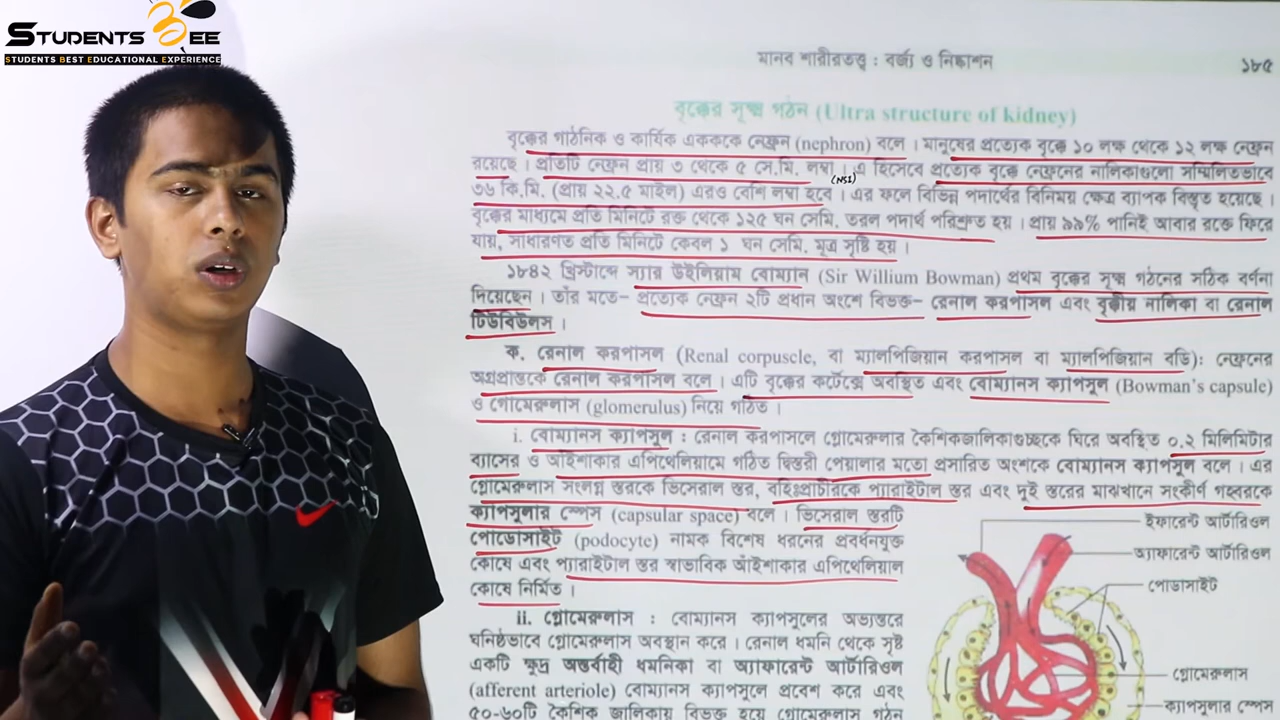 STUDENTS BEE
STUDENTS BEST EDUCATIONAL EXPERIENCE
মানব শারীরতত্ত্ব : বর্জ্য ও নিষ্কাশন ১৮৫
বৃক্কের সূক্ষ্ম গঠন (Ultra structure of kidney)
বৃক্কের গাঠনিক ও কার্যিক একককে নেফ্রন (nephron) বলে। মানুষের প্রত্যেক বৃক্কে ১০ লক্ষ থেকে ১২ লক্ষ নেফ্রন
রয়েছে। প্রতিটি নেফ্রন প্রায় ৩ থেকে ৫ সে.মি. লম্বা। এ হিসেবে প্রত্যেক বৃক্কে নেফ্রনের নালিকাগুলো সম্মিলিতভাবে
(NSI)
৩৬ কি.মি. (প্রায় ২২.৫ মাইল) এরও বেশি লম্বা হবে। এর ফলে বিভিন্ন পদার্থের বিনিময় ক্ষেত্র ব্যাপক বিস্তৃত হয়েছে।
বৃক্কের মাধ্যমে প্রতি মিনিটে রক্ত থেকে ১২৫ ঘন সেমি. তরল পদার্থ পরিশ্রুত হয়। প্রায় ৯৯% পানিই আবার রক্তে ফিরে
যায়, সাধারণত প্রতি মিনিটে কেবল ১ ঘন সেমি. মূত্র সৃষ্টি হয়।
১৮৪২ খ্রিস্টাব্দে স্যার উইলিয়াম বোম্যান (Sir Willium Bowman) প্রথম বৃক্কের সূক্ষ্ম গঠনের সঠিক বর্ণনা
দিয়েছেন। তাঁর মতে– প্রত্যেক নেফ্রন ২টি প্রধান অংশে বিভক্ত– রেনাল করপাসল এবং বৃক্কীয় নালিকা বা রেনাল
টিউবিউলস।
ক. রেনাল করপাসল (Renal corpuscle, বা ম্যালপিজিয়ান করপাসল বা ম্যালপিজিয়ান বডি): নেফ্রনের
অগ্রপ্রান্তকে রেনাল করপাসল বলে। এটি বৃক্কের কর্টেক্সে অবস্থিত এবং বোম্যানস ক্যাপসুল (Bowman's capsule)
ও গোমেরুলাস (glomerulus) নিয়ে গঠিত।
i. বোম্যানস ক্যাপসুল : রেনাল করপাসলে গ্লোমেরুলার কৈশিকজালিকাগুচ্ছকে ঘিরে অবস্থিত ০.২ মিলিমিটার
ব্যাসের ও আঁইশাকার এপিথেলিয়ামে গঠিত দ্বিস্তরী পেয়ালার মতো প্রসারিত অংশকে বোম্যানস ক্যাপসুল বলে। এর
গ্লোমেরুলাস সংলগ্ন স্তরকে ভিসেরাল স্তর, বহিঃপ্রাচীরকে প্যারাইটাল স্তর এবং দুই স্তরের মাঝখানে সংকীর্ণ গহ্বরকে
ক্যাপসুলার স্পেস (capsular space) বলে। ভিসেরাল স্তরটি
পোডোসাইট (podocyte) নামক বিশেষ ধরনের প্রবর্ধনযুক্ত
কোষে এবং প্যারাইটাল স্তর স্বাভাবিক আঁইশাকার এপিথেলিয়াল
কোষে নির্মিত।
ii. গ্লোমেরুলাস : বোম্যানস ক্যাপসুলের অভ্যন্তরে
ঘনিষ্ঠভাবে গ্লোমেরুলাস অবস্থান করে। রেনাল ধমনি থেকে সৃষ্ট
একটি ক্ষুদ্র অন্তর্বাহী ধমনিকা বা অ্যাফারেন্ট আর্টারিওল
(afferent arteriole) বোম্যানস ক্যাপসুলে প্রবেশ করে এবং
৫০-৬০টি কৈশিক জালিকায় বিভক্ত হয়ে গ্লোমেরুলাস গঠন
ইফারেন্ট আর্টারিওল
অ্যাফারেন্ট আর্টারিওল
পোডাসাইট
গ্লোমেরুলাস
ক্যাপসুলার স্পেস